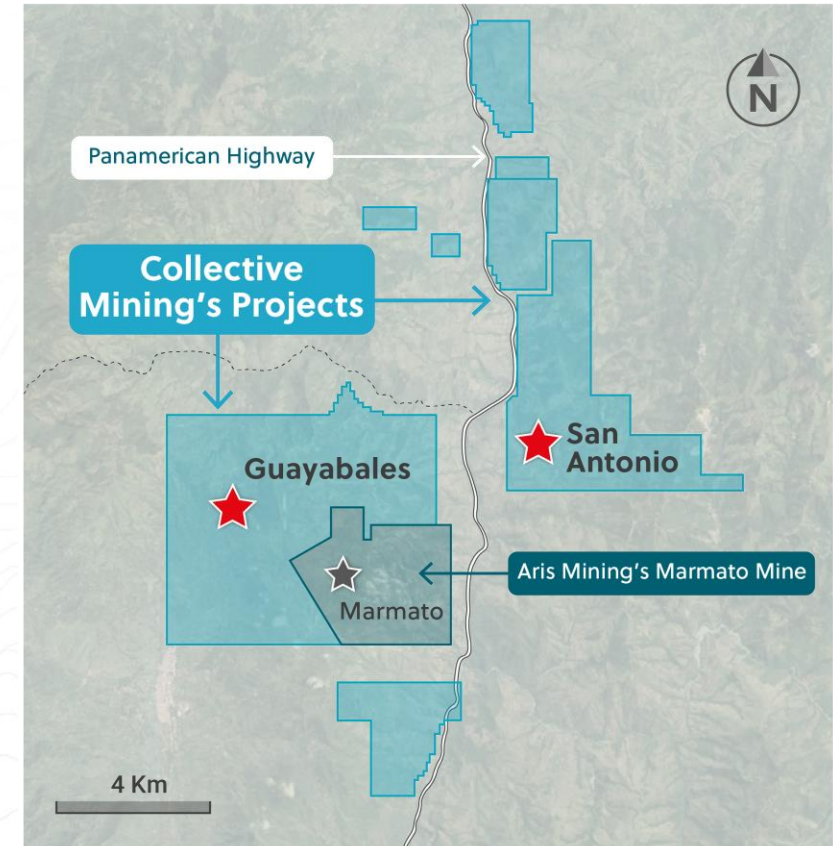 N
Panamerican Highway
Collective
Mining's Projects
San
Antonio
Guayabales
Aris Mining's Marmato Mine
Marmato
4 Km